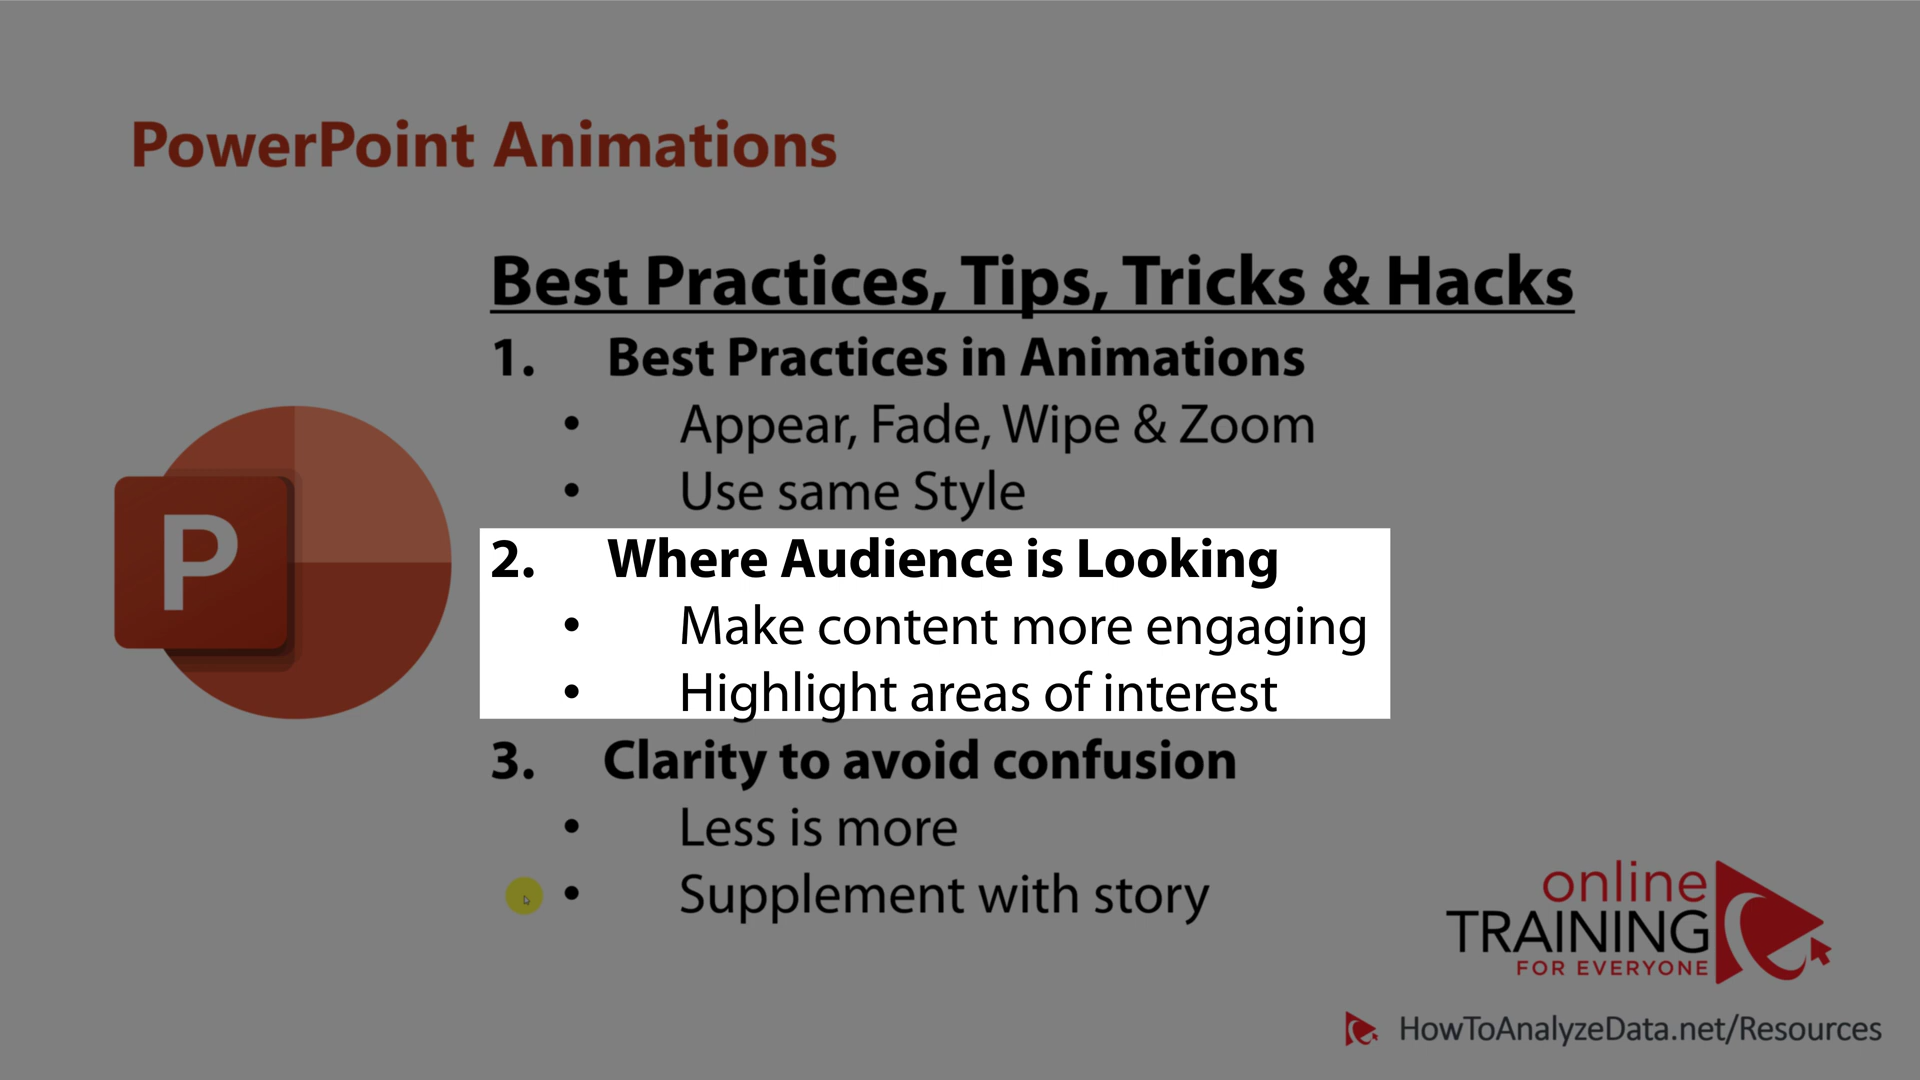 PowerPoint Animations
Best Practices, Tips, Tricks & Hacks
1. Best Practices in Animations
• Appear, Fade, Wipe & Zoom
• Use same Style
P
2. Where Audience is Looking
• Make content more engaging
• Highlight areas of interest
3. Clarity to avoid confusion
• Less is more
• Supplement with story
online
TRAINING
FOR EVERYONE
HowToAnalyzeData.net/Resources